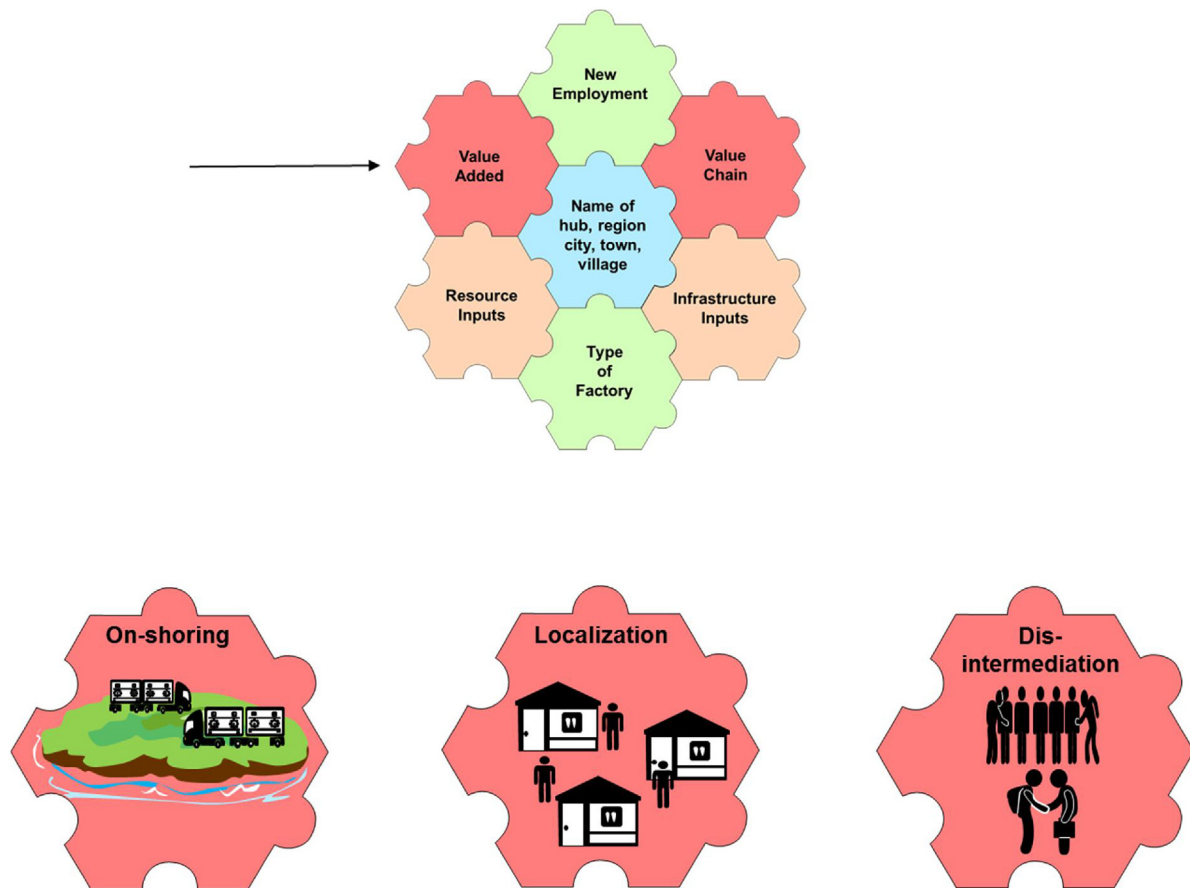 New
Employment
Value
Added
Value
Chain
Name of
hub, region
city, town,
village
Resource
Inputs
Infrastructure
Inputs
Type
of
Factory
On-shoring
Localization
Dis-
intermediation